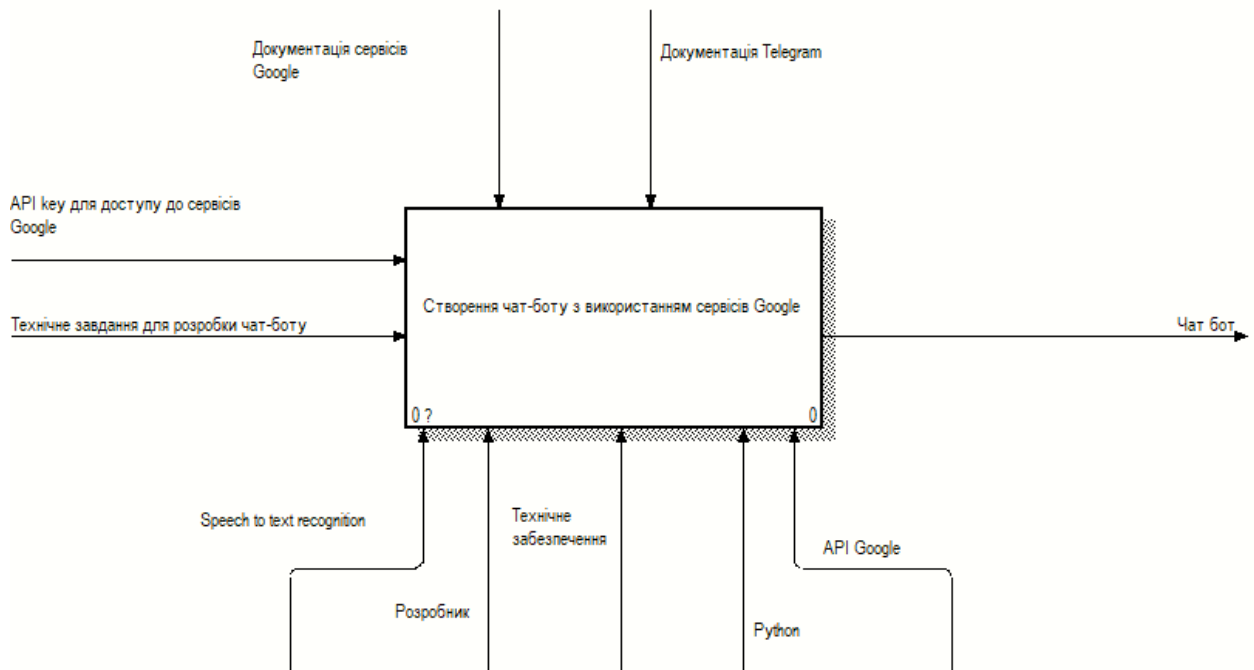 Документація сервісів
Google
Документація Telegram
API key для доступу до сервісів
Google
Створення чат-боту з використанням сервісів Google
Технічне завдання для розробки чат-боту
Чат бот
0 ?
0
Speech to text recognition
Технічне
забезпечення
API Google
Розробник
Python